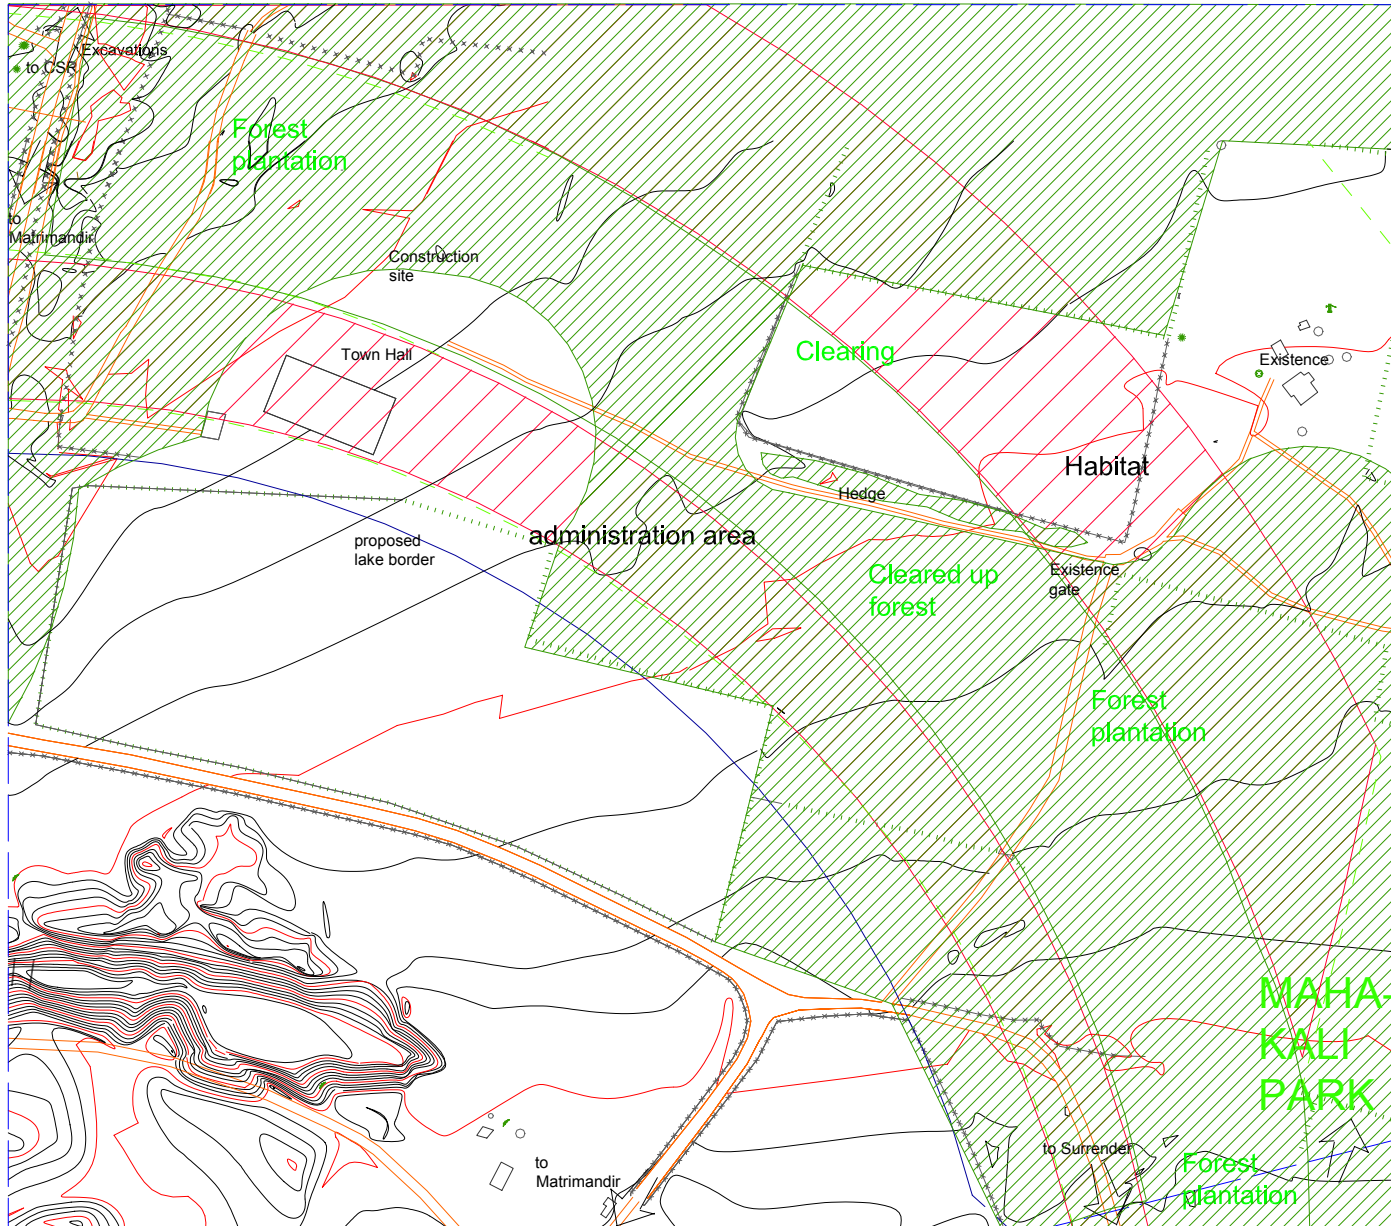 Excavations
to CSR
Forest
plantation
to
Matrimandir
Construction
site
Town Hall
Clearing
Existence
Habitat
Hedge
proposed
lake border
administration area
Cleared up
forest
Existence
gate
Forest
plantation
MAHA-
KALI
PARK
to Surrender
to
Matrimandir
Forest
plantation